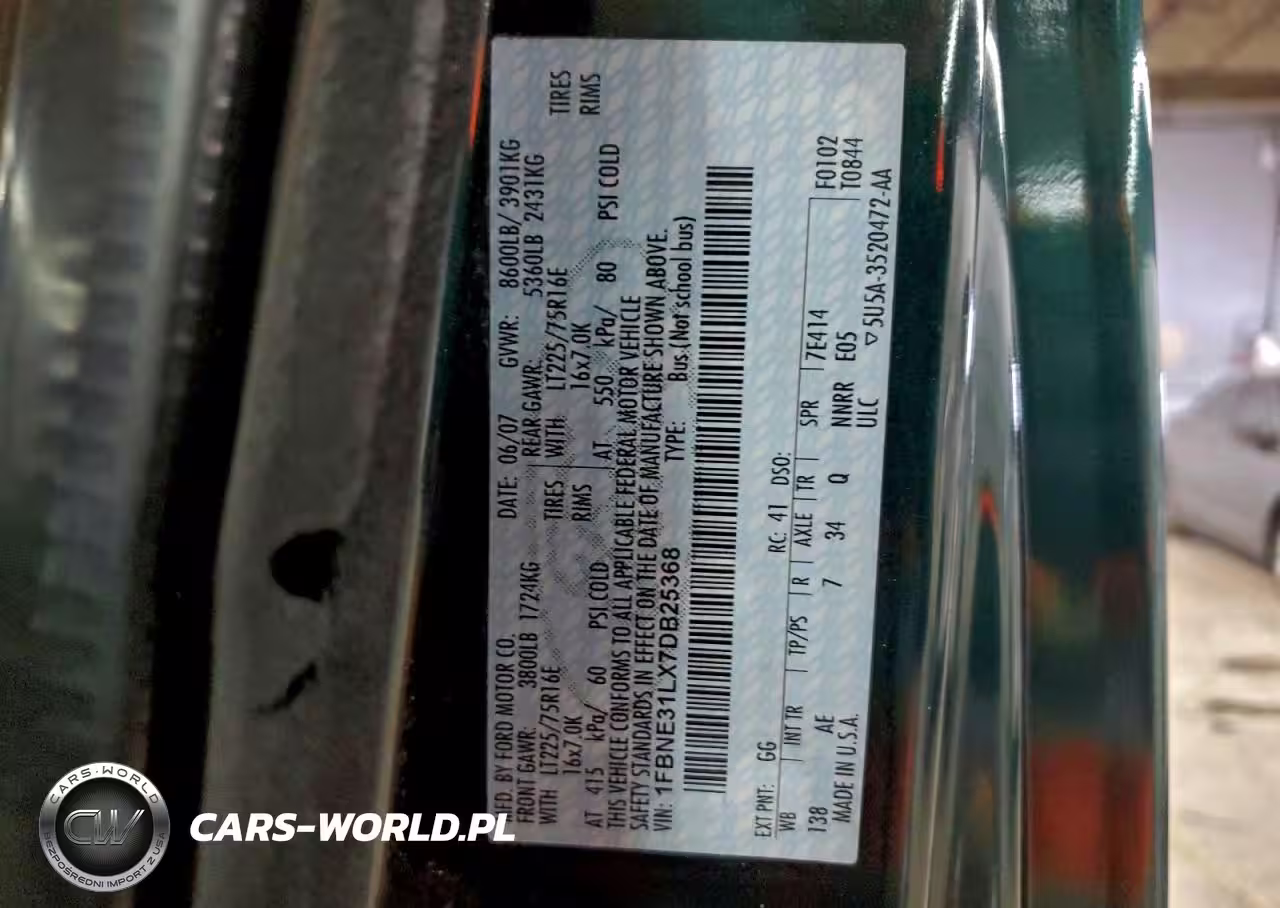 MFD. BY FORD MOTOR CO. DATE: 06/07 GVWR: 8600LB/ 3901KG
FRONT GAWR: 3800LB 1724KG REAR GAWR: 5360LB 2431KG
WITH LT225/75R16E TIRES WITH LT225/75R16E TIRES
16x7.0K RIMS 16x7.0K RIMS
AT 415 kPa/ 60 PSI COLD AT 550 kPa/ 80 PSI COLD
THIS VEHICLE CONFORMS TO ALL APPLICABLE FEDERAL MOTOR VEHICLE
SAFETY STANDARDS IN EFFECT ON THE DATE OF MANUFACTURE SHOWN ABOVE.
VIN: 1FBNE31LX7DB25368 TYPE: Bus (Not school bus)
EXT PNT: GG RC: 41 DSO:
WB INT TR TP/PS R AXLE TR SPR 7E414 F0102
138 AE 7 34 Q NNRR E05 T0844
MADE IN U.S.A. ULC ▽5U5A-3520472-AA
CARS-WORLD
CW
BEZPOŚREDNI IMPORT Z USA
CARS-WORLD.PL